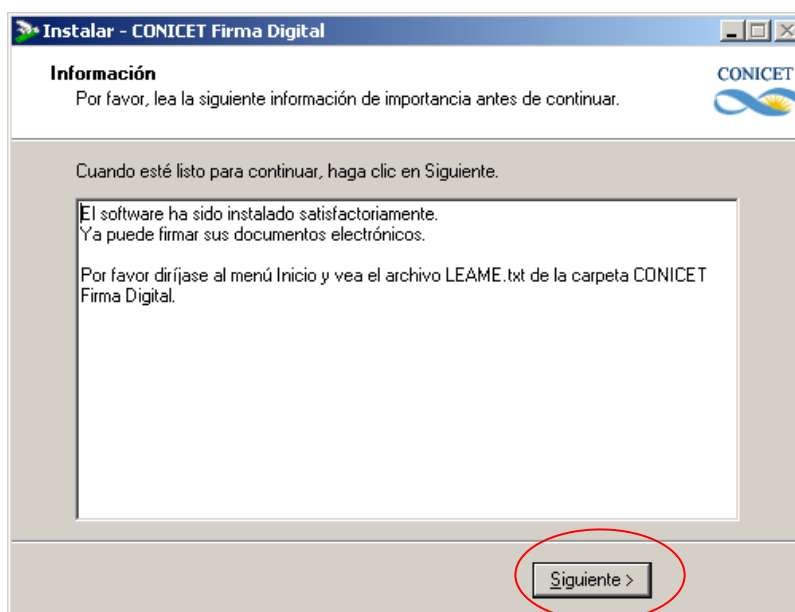 Instalar - CONICET Firma Digital
Información
Por favor, lea la siguiente información de importancia antes de continuar.
CONICET
Cuando esté listo para continuar, haga clic en Siguiente.
El software ha sido instalado satisfactoriamente.
Ya puede firmar sus documentos electrónicos.
Por favor diríjase al menú Inicio y vea el archivo LEAME.txt de la carpeta CONICET
Firma Digital.
Siguiente >